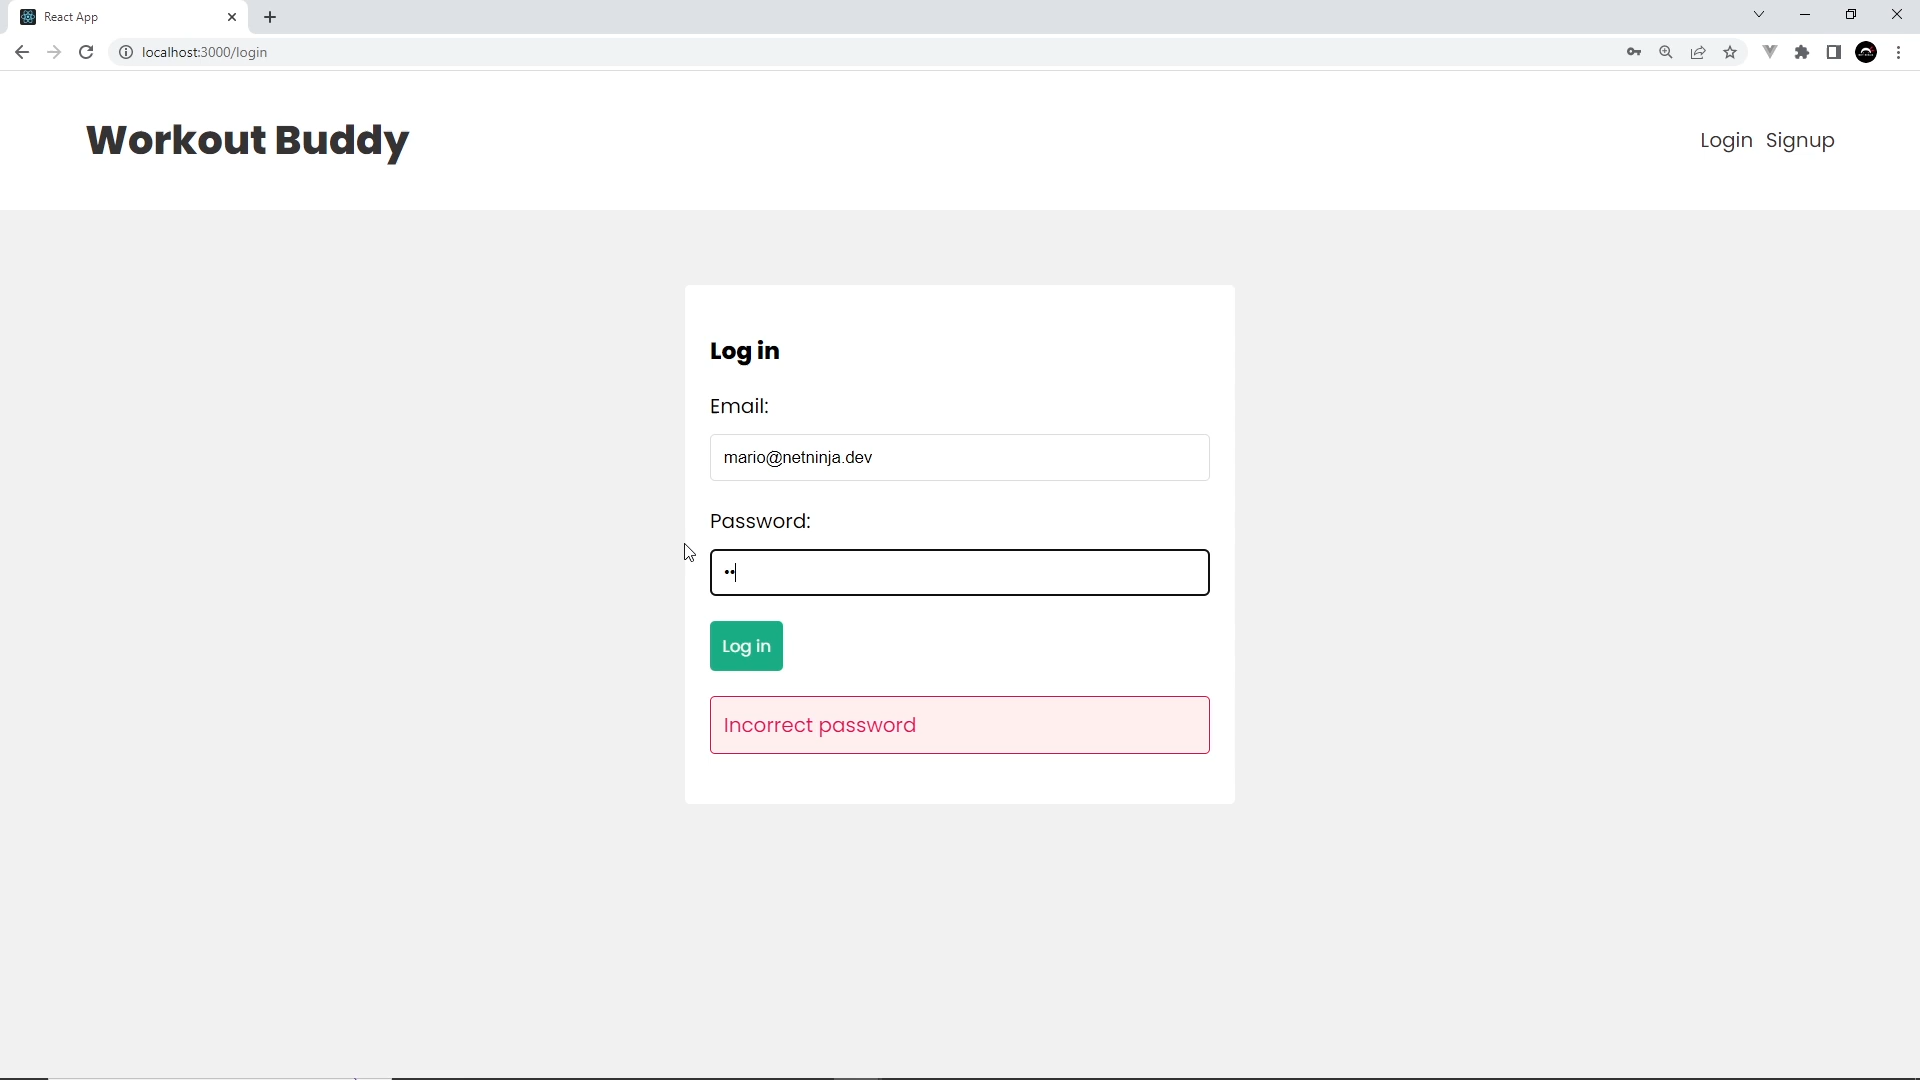 React App
localhost:3000/login
Workout Buddy
Login Signup
Log in
Email:
mario@netninja.dev
Password:
••
Log in
Incorrect password